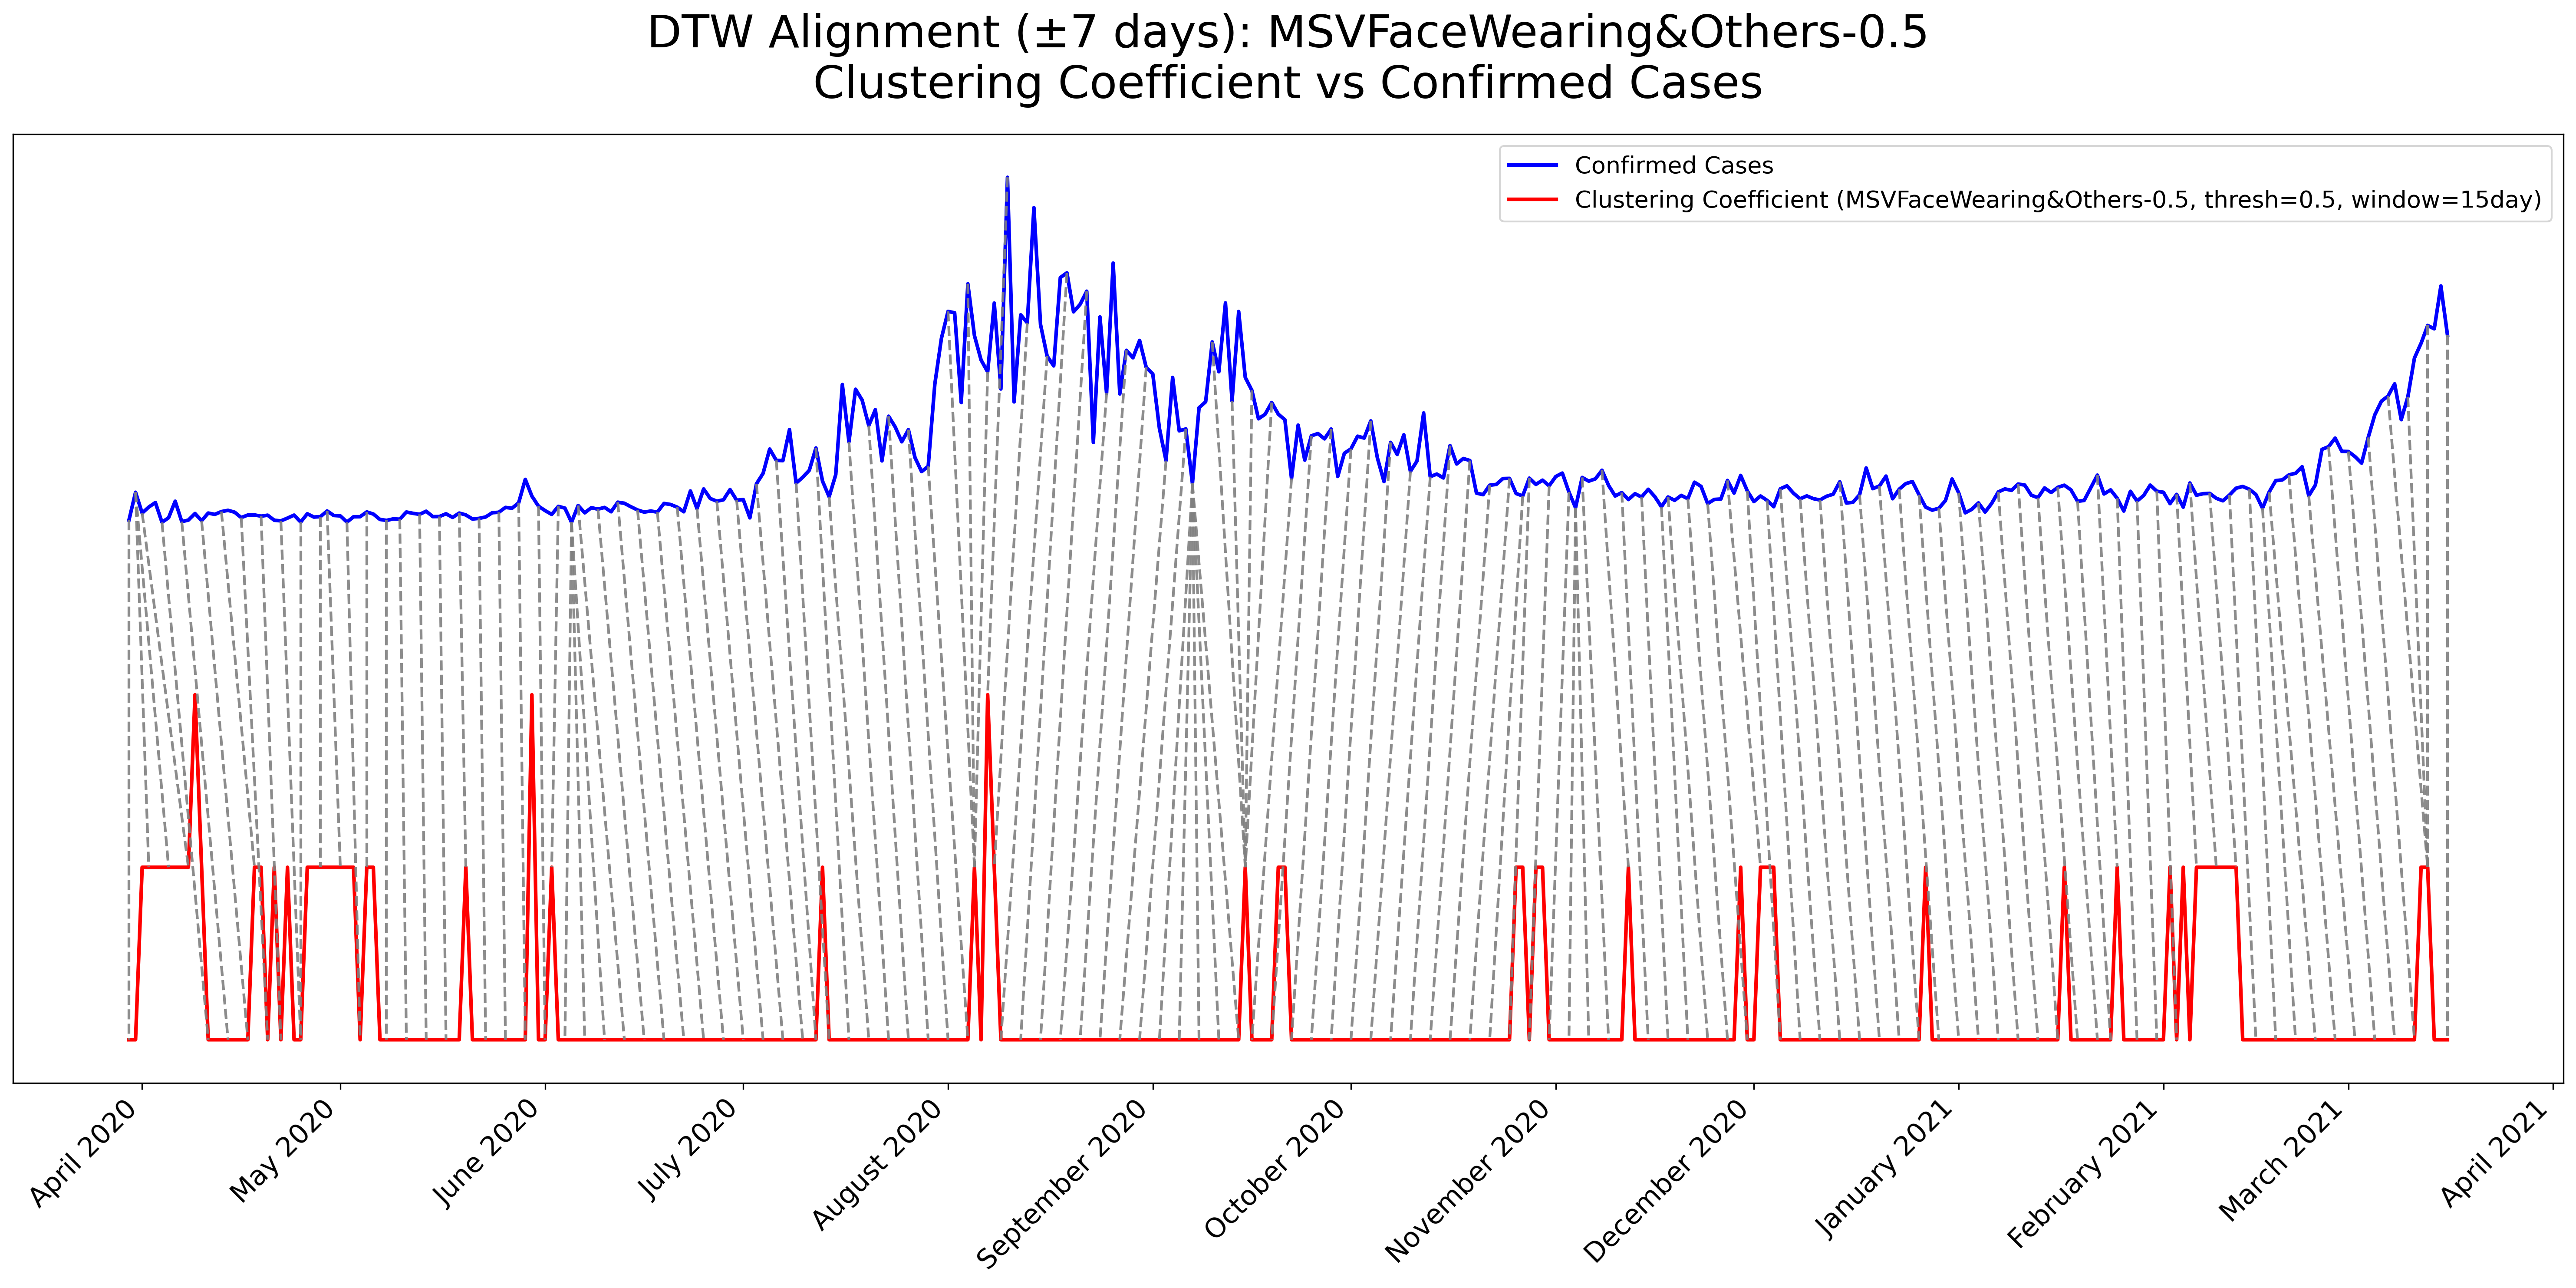 DTW Alignment (±7 days): MSVFaceWearing&Others-0.5
Clustering Coefficient vs Confirmed Cases
Confirmed Cases
Clustering Coefficient (MSVFaceWearing&Others-0.5, thresh=0.5, window=15day)
April 2020
May 2020
June 2020
July 2020
August 2020
September 2020
October 2020
November 2020
December 2020
January 2021
February 2021
March 2021
April 2021